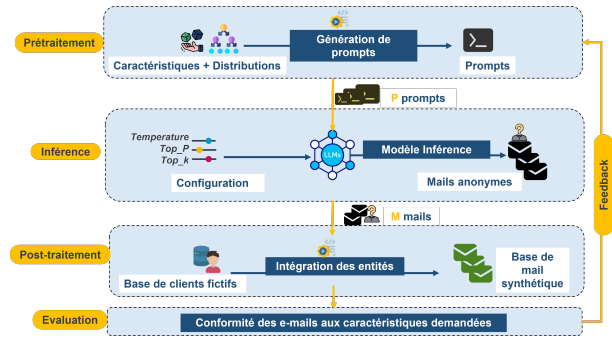 Prétraitement
Génération de
prompts
Caractéristiques + Distributions
Prompts
P prompts
Inférence
Temperature
Top_P
Top_k
LLMs
Modèle Inférence
Configuration
Mails anonymes
Feedback
M mails
Post-traitement
Base de clients fictifs
Intégration des entités
Base de
mail
synthétique
Evaluation
Conformité des e-mails aux caractéristiques demandées